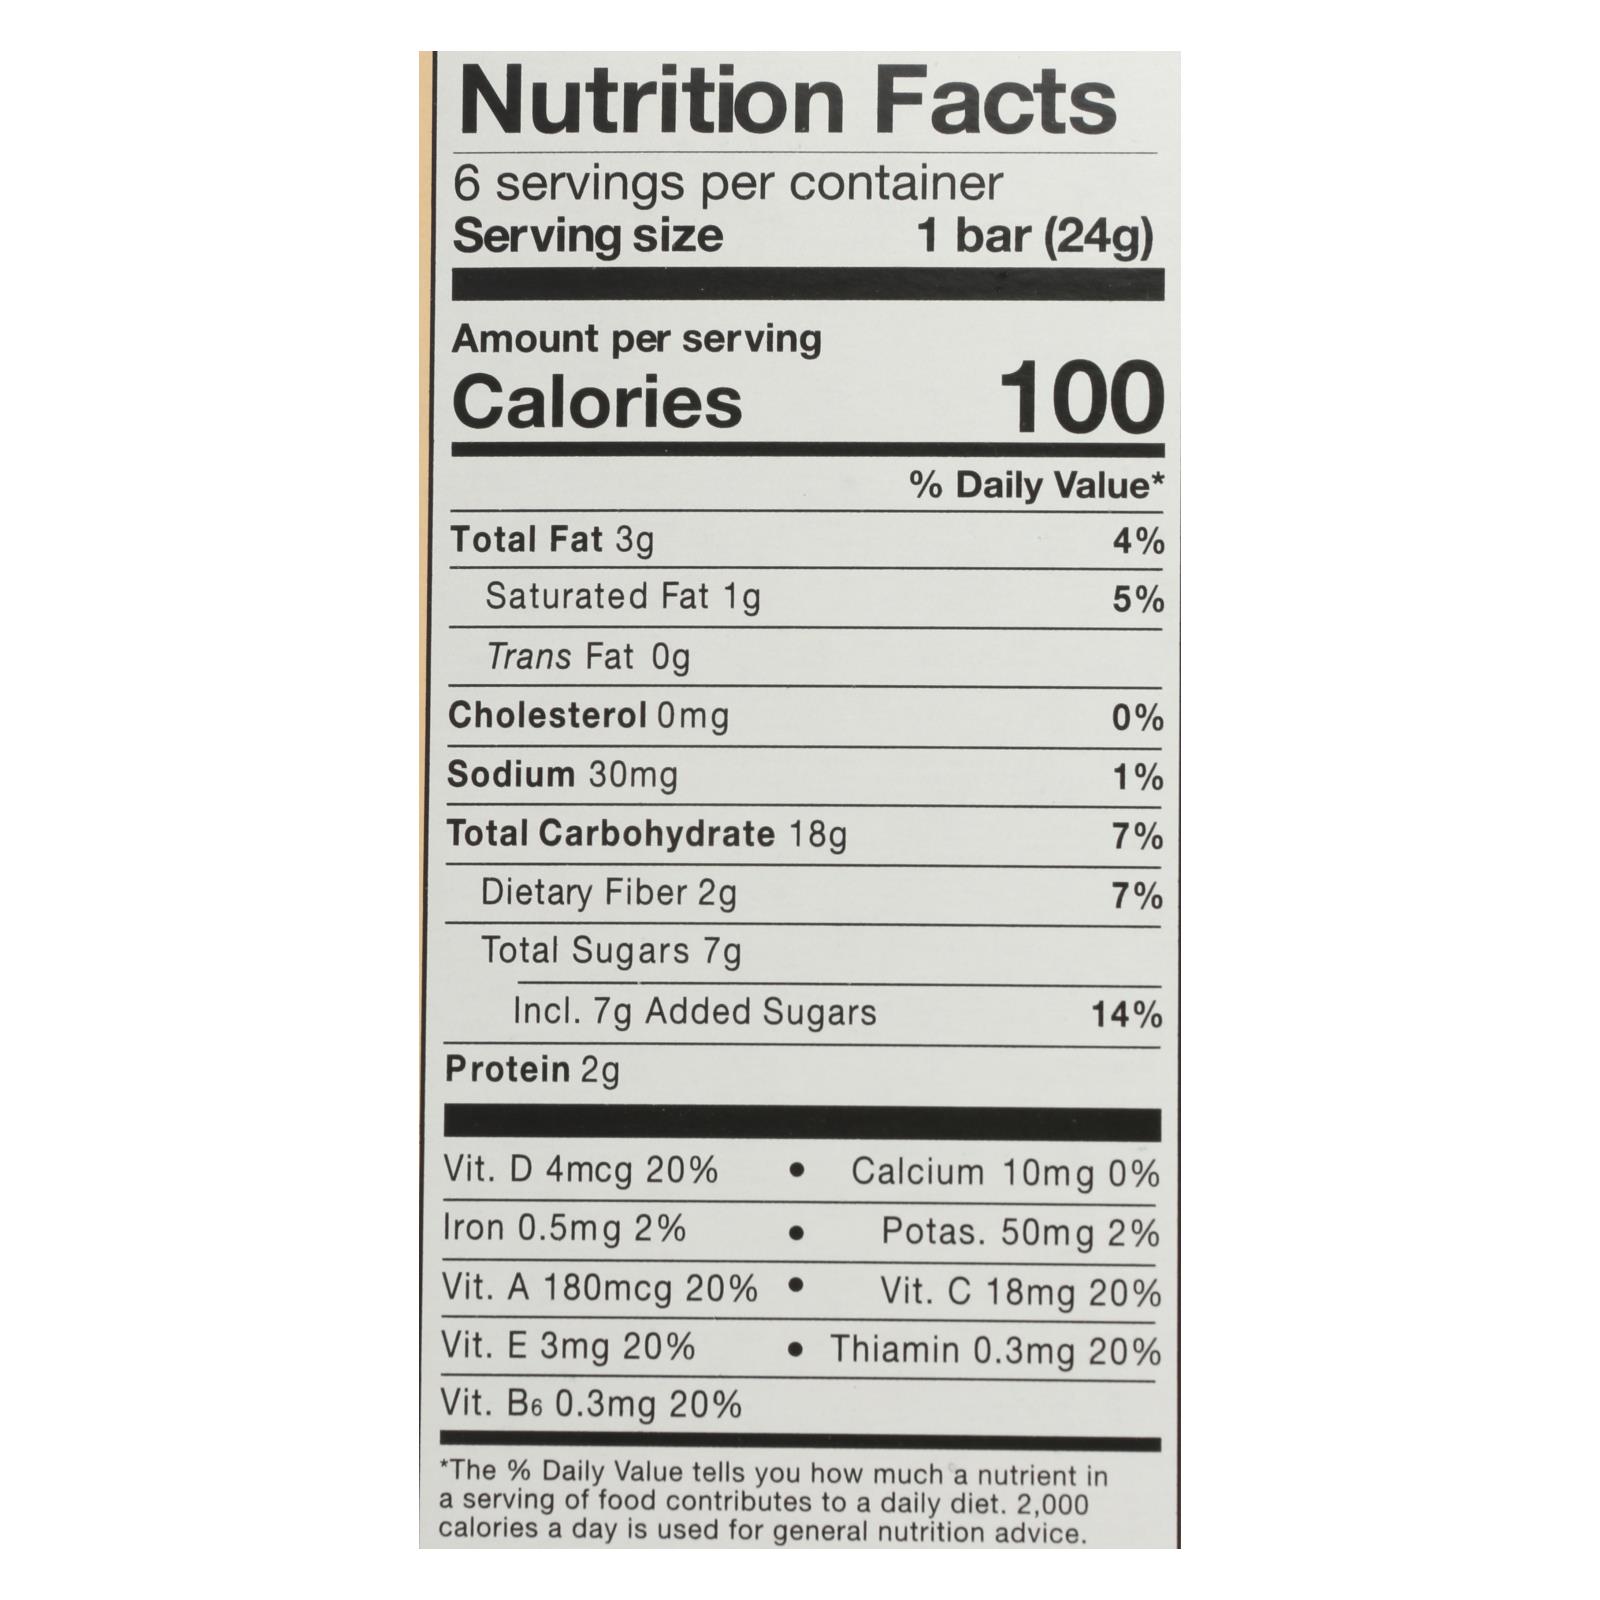 Nutrition Facts
6 servings per container
Serving size 1 bar (24g)
Amount per serving
Calories 100
% Daily Value*
Total Fat 3g 4%
Saturated Fat 1g 5%
Trans Fat 0g
Cholesterol 0mg 0%
Sodium 30mg 1%
Total Carbohydrate 18g 7%
Dietary Fiber 2g 7%
Total Sugars 7g
Incl. 7g Added Sugars 14%
Protein 2g
Vit. D 4mcg 20% • Calcium 10mg 0%
Iron 0.5mg 2% • Potas. 50mg 2%
Vit. A 180mcg 20% • Vit. C 18mg 20%
Vit. E 3mg 20% • Thiamin 0.3mg 20%
Vit. B6 0.3mg 20%
*The % Daily Value tells you how much a nutrient in
a serving of food contributes to a daily diet. 2,000
calories a day is used for general nutrition advice.